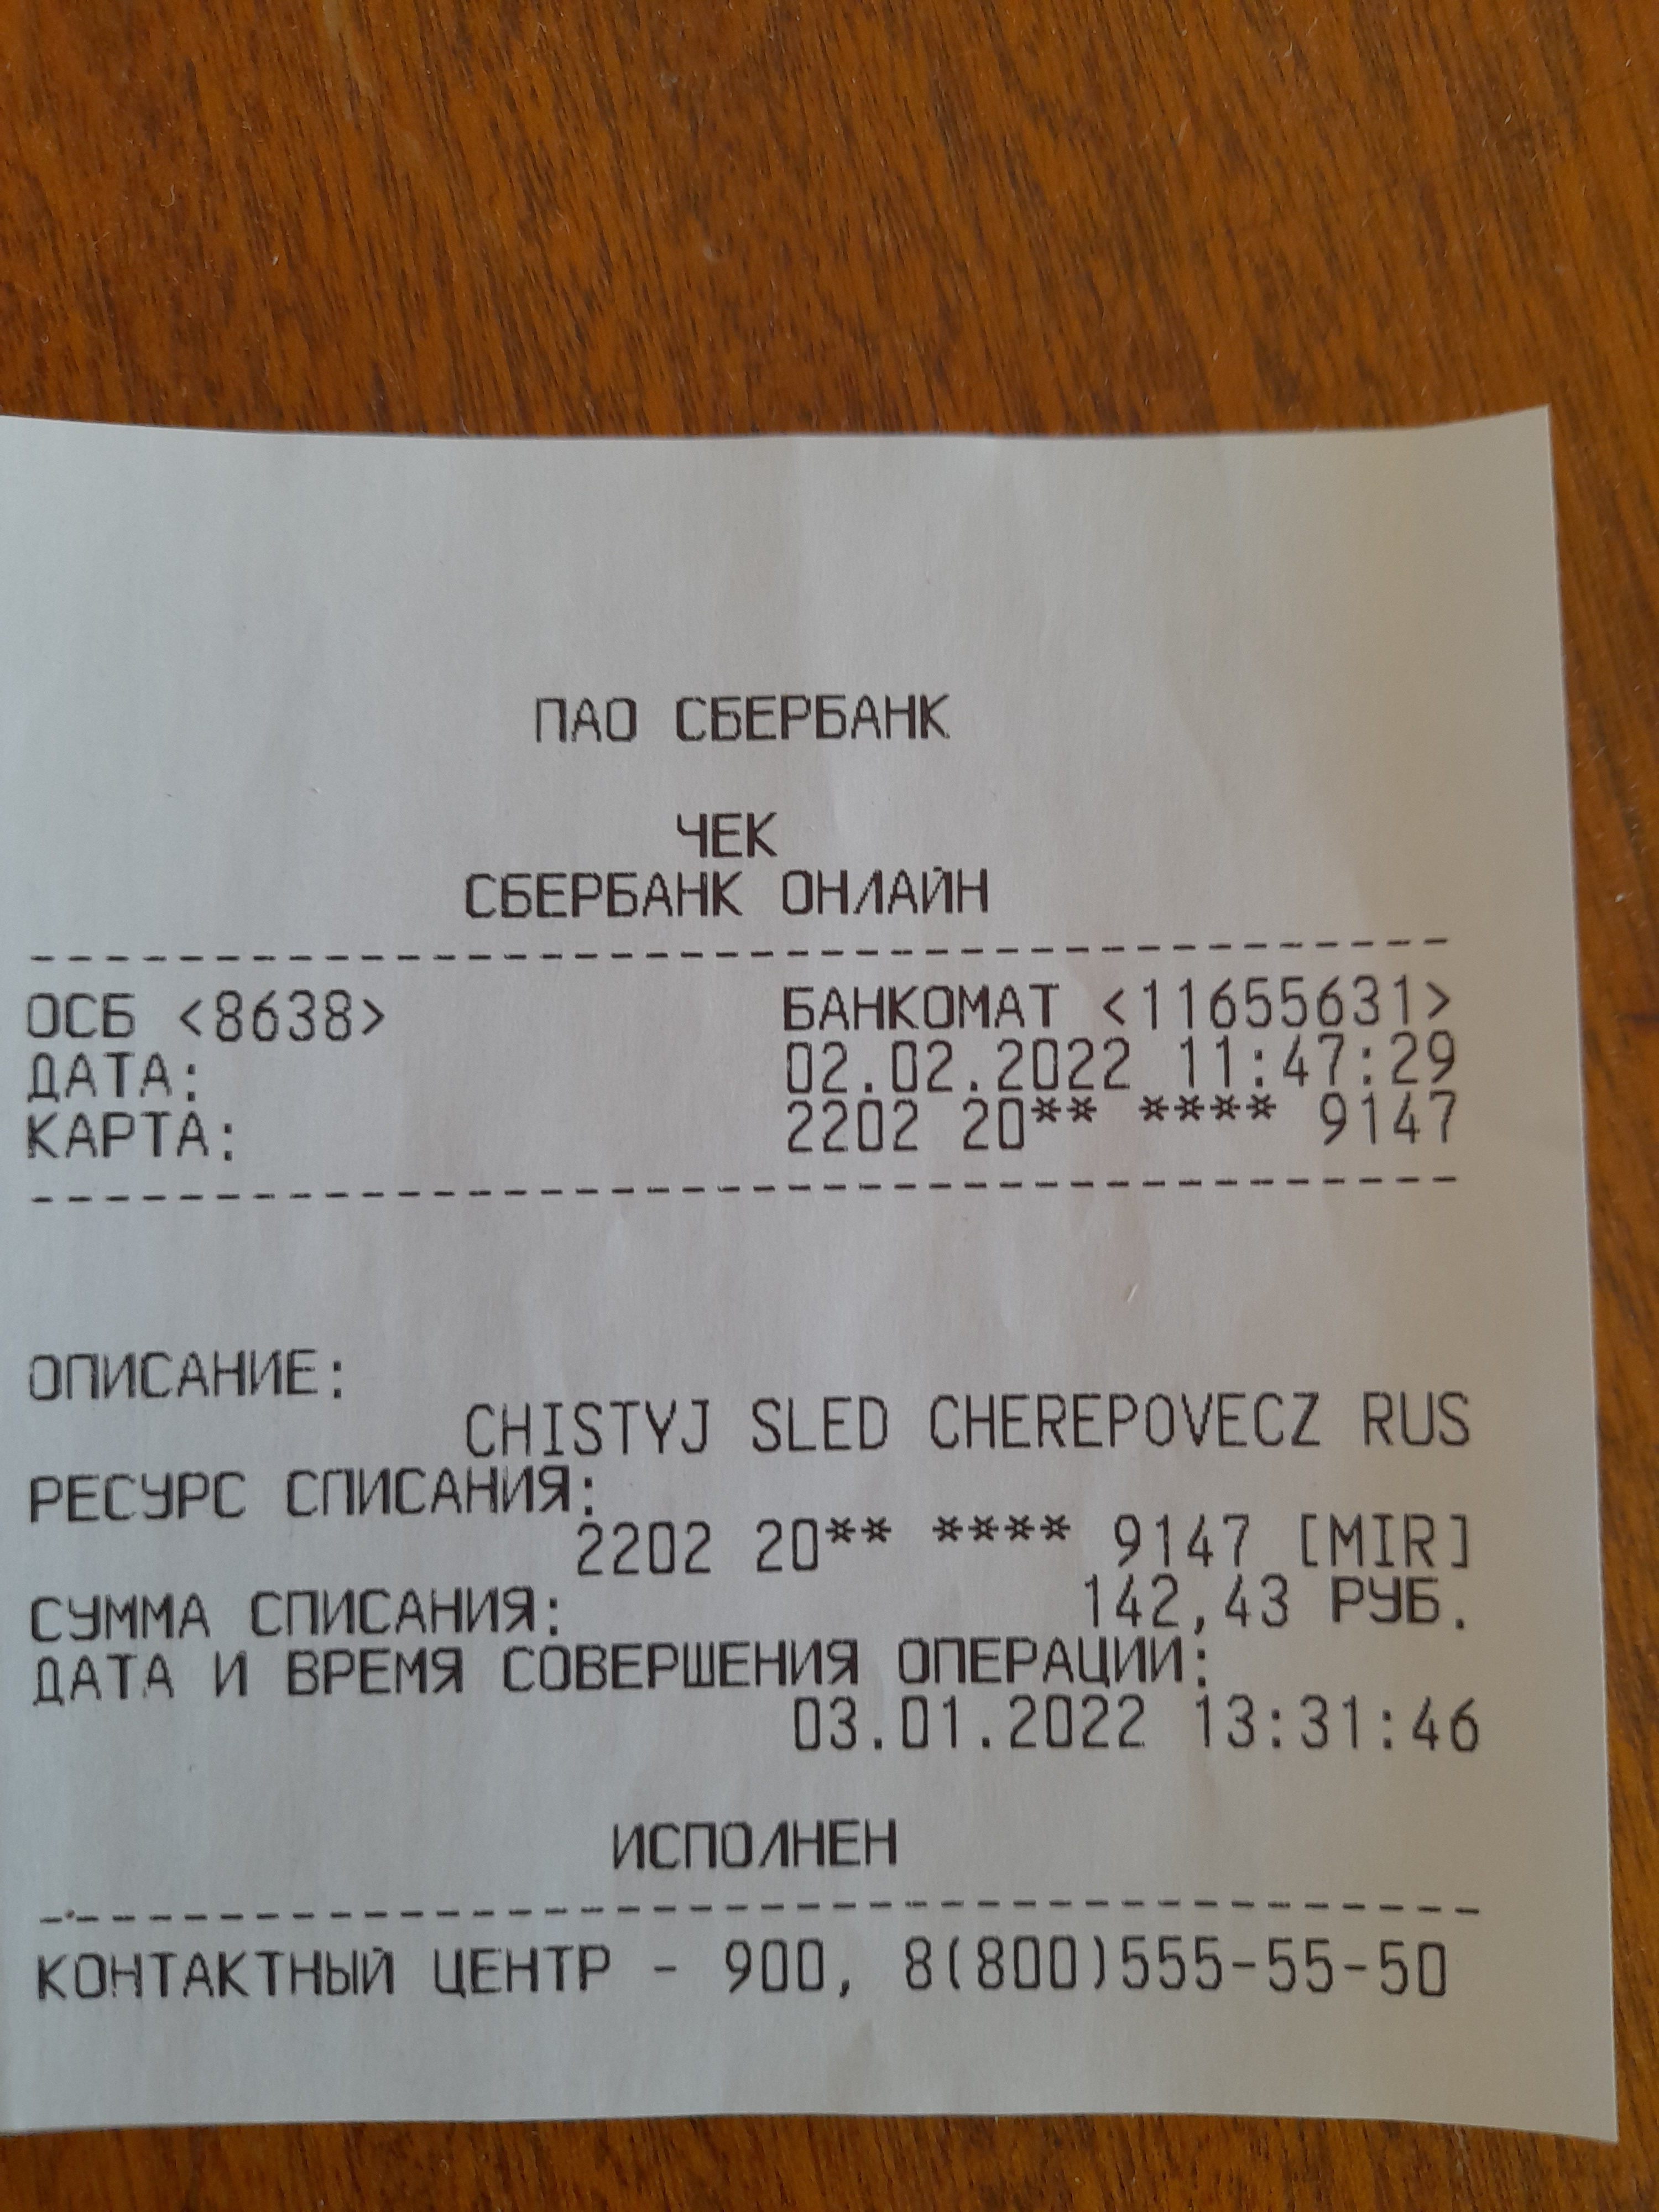 ПАО СБЕРБАНК
ЧЕК
СБЕРБАНК ОНЛАЙН
--------------------------------------
ОСБ <8638> БАНКОМАТ <11655631>
ДАТА: 02.02.2022 11:47:29
КАРТА: 2202 20** **** 9147
--------------------------------------
ОПИСАНИЕ:
CHISTYJ SLED CHEREPOVECZ RUS
РЕСУРС СПИСАНИЯ:
2202 20** **** 9147 [MIR]
СУММА СПИСАНИЯ: 142,43 РУБ.
ДАТА И ВРЕМЯ СОВЕРШЕНИЯ ОПЕРАЦИИ:
03.01.2022 13:31:46
ИСПОЛНЕН
--------------------------------------
КОНТАКТНЫЙ ЦЕНТР - 900, 8(800)555-55-50